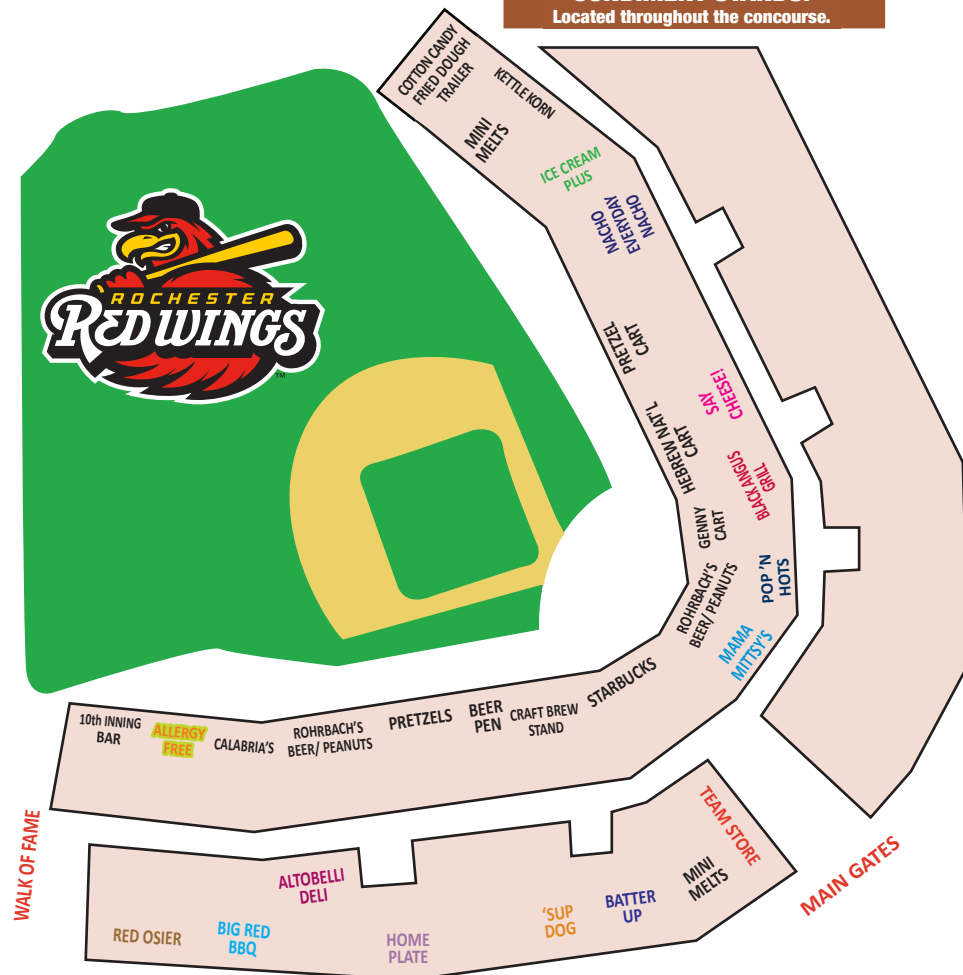 Located throughout the concourse.
COTTON CANDY
FRIED DOUGH
TRAILER
KETTLE KORN
MINI
MELTS
ICE CREAM
PLUS
NACHO
EVERYDAY
NACHO
ROCHESTER
RED WINGS
TM
PRETZEL
CART
SAY
CHEESE!
HEBREW NAT'L
CART
BLACK ANGUS
GRILL
GENNY
CART
POP 'N
HOTS
ROHRBACH'S
BEER/ PEANUTS
MAMA
MITTSY'S
STARBUCKS
CRAFT BREW
STAND
BEER
PEN
PRETZELS
ROHRBACH'S
BEER/ PEANUTS
CALABRIA'S
ALLERGY
FREE
10th INNING
BAR
WALK OF FAME
TEAM STORE
MAIN GATES
MINI
MELTS
BATTER
UP
'SUP
DOG
HOME
PLATE
ALTOBELLI
DELI
BIG RED
BBQ
RED OSIER